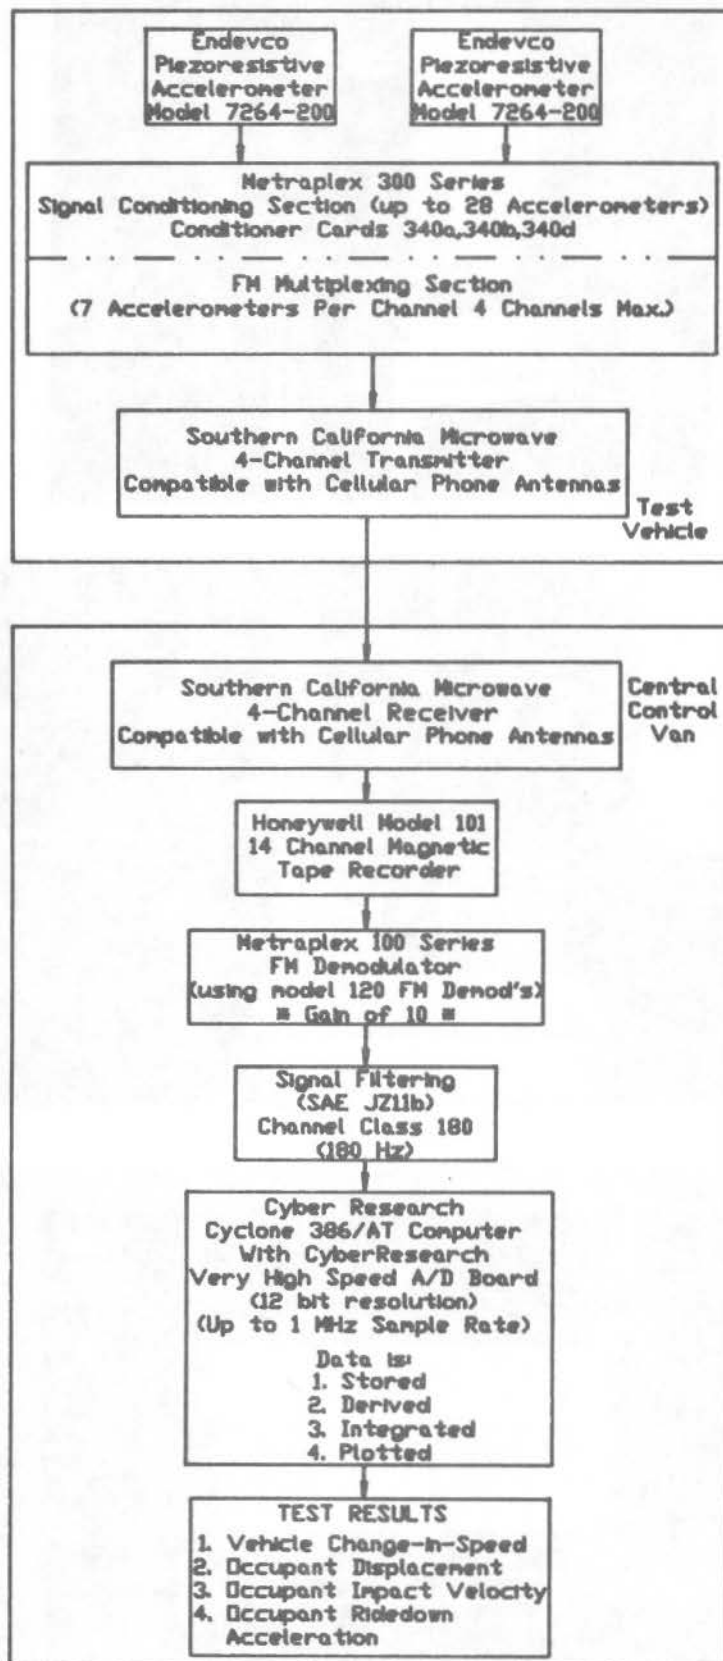 Endevco
Piezoresistive
Accelerometer
Model 7264-200
Endevco
Piezoresistive
Accelerometer
Model 7264-200
Metraplex 300 Series
Signal Conditioning Section (up to 28 Accelerometers)
Conditioner Cards 340a,340b,340d
FM Multiplexing Section
(7 Accelerometers Per Channel 4 Channels Max.)
Southern California Microwave
4-Channel Transmitter
Compatible with Cellular Phone Antennas
Test
Vehicle
Southern California Microwave
4-Channel Receiver
Compatible with Cellular Phone Antennas
Central
Control
Van
Honeywell Model 101
14 Channel Magnetic
Tape Recorder
Metraplex 100 Series
FM Demodulator
(using model 120 FM Demod's)
* Gain of 10 *
Signal Filtering
(SAE J211b)
Channel Class 180
(180 Hz)
Cyber Research
Cyclone 386/AT Computer
With CyberResearch
Very High Speed A/D Board
(12 bit resolution)
(Up to 1 MHz Sample Rate)
Data is:
1. Stored
2. Derived
3. Integrated
4. Plotted
TEST RESULTS
1. Vehicle Change-in-Speed
2. Occupant Displacement
3. Occupant Impact Velocity
4. Occupant Ridedown
Acceleration